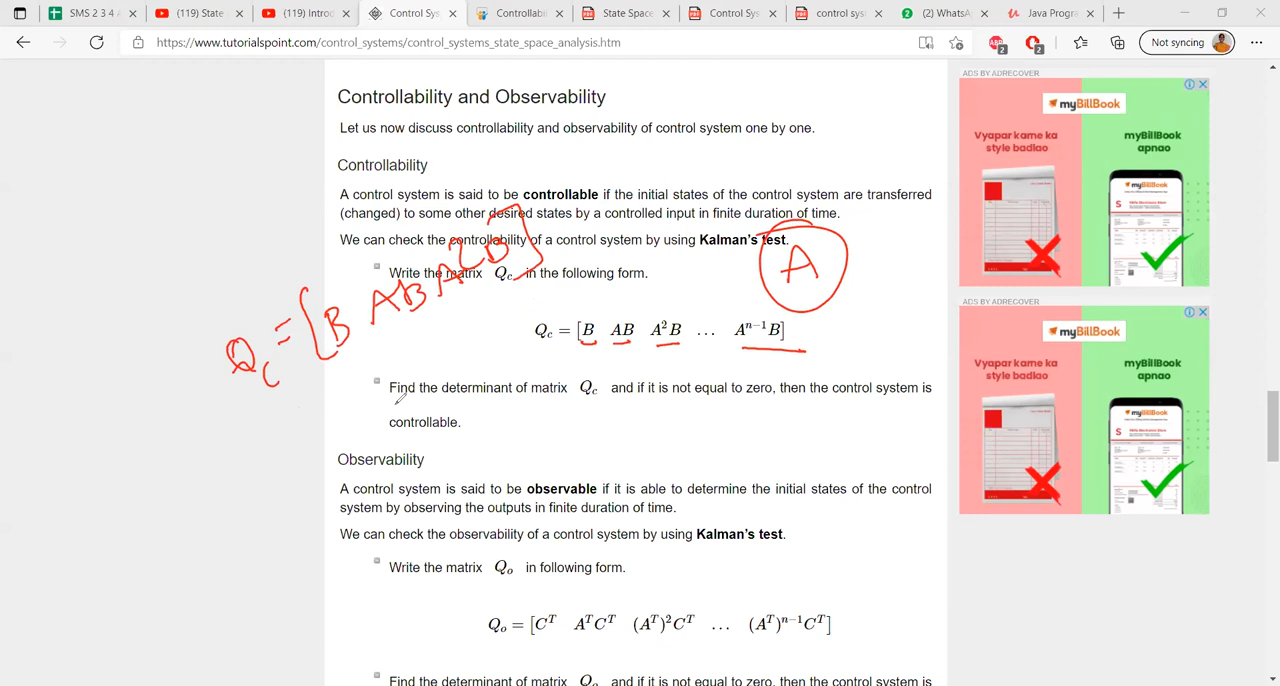 SMS 2 3 4 A
(119) State
(119) Introd
Control Sys
Controllabil
State Space
Control Sys
control syst
(2) WhatsA
Java Progra
https://www.tutorialspoint.com/control_systems/control_systems_state_space_analysis.htm
Not syncing
Controllability and Observability
Let us now discuss controllability and observability of control system one by one.
Controllability
A control system is said to be controllable if the initial states of the control system are transferred
(changed) to some other desired states by a controlled input in finite duration of time.
We can check the controllability of a control system by using Kalman's test.
Write the matrix Qc in the following form.
A
Qc = [B AB
Qc = [B AB A²B … Aⁿ⁻¹B]
Find the determinant of matrix Qc and if it is not equal to zero, then the control system is
controllable.
Observability
A control system is said to be observable if it is able to determine the initial states of the control
system by observing the outputs in finite duration of time.
We can check the observability of a control system by using Kalman's test.
Write the matrix Qo in following form.
Qo = [Cᵀ AᵀCᵀ (Aᵀ)²Cᵀ … (Aᵀ)ⁿ⁻¹Cᵀ]
Find the determinant of matrix Qo and if it is not equal to zero, then the control system is
ADS BY ADRECOVER
myBillBook
Vyapar karne ka
style badlao
myBillBook
apnao
ADS BY ADRECOVER
myBillBook
Vyapar karne ka
style badlao
myBillBook
apnao